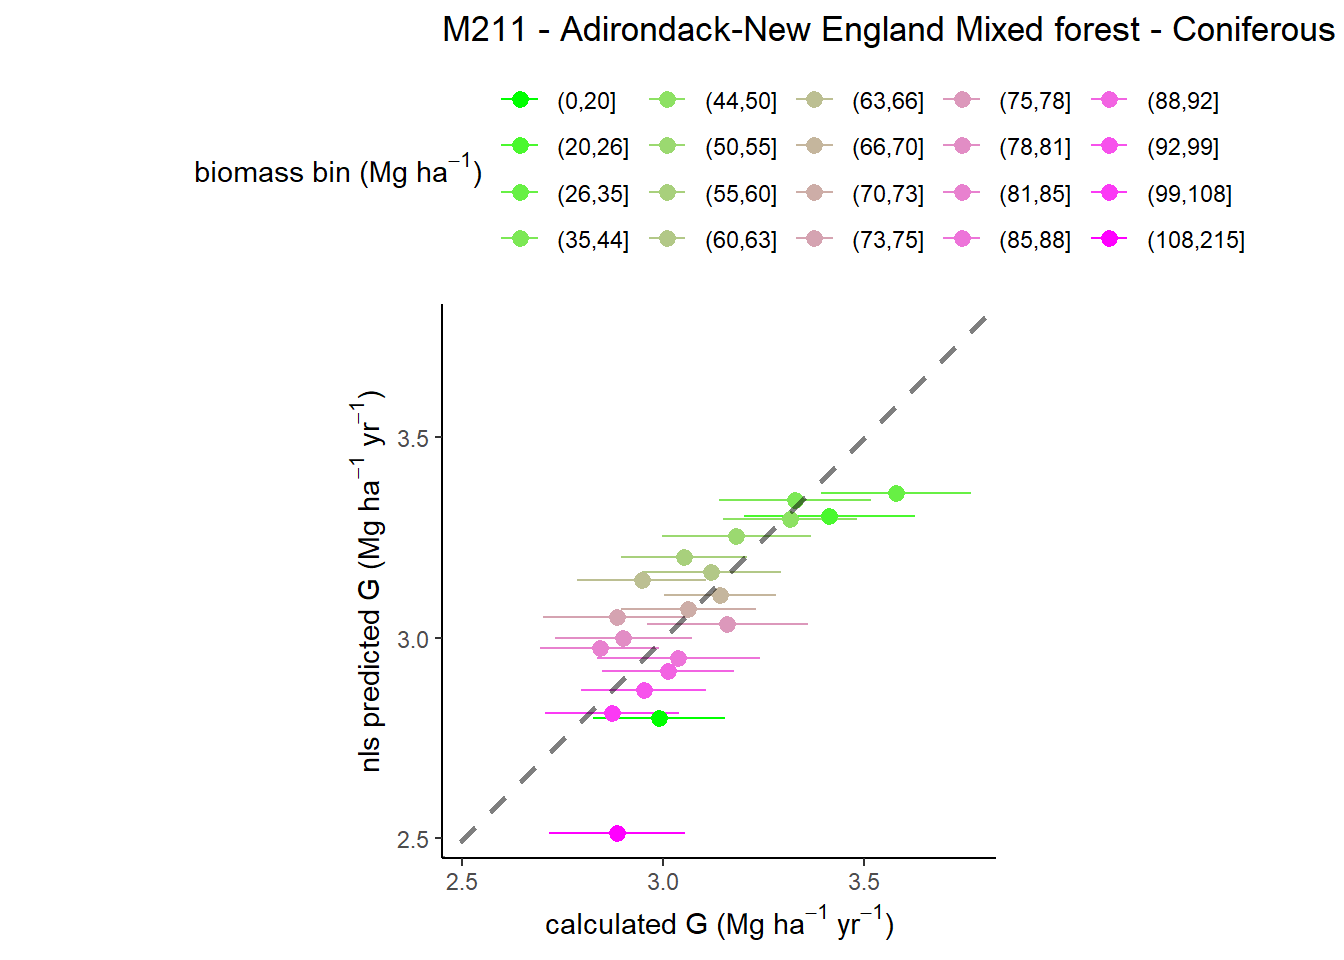 M211 - Adirondack-New England Mixed forest - Coniferous
biomass bin (Mg ha⁻¹)
(0,20] (44,50] (63,66] (75,78] (88,92]
(20,26] (50,55] (66,70] (78,81] (92,99]
(26,35] (55,60] (70,73] (81,85] (99,108]
(35,44] (60,63] (73,75] (85,88] (108,215]
nls predicted G (Mg ha⁻¹ yr⁻¹)
3.5
3.0
2.5
2.5 3.0 3.5
calculated G (Mg ha⁻¹ yr⁻¹)